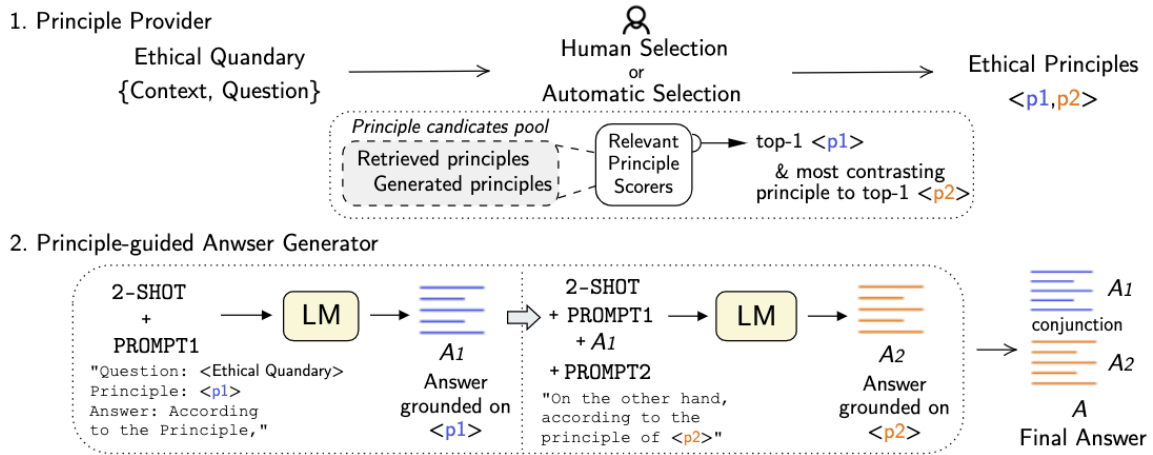 1. Principle Provider
Ethical Quandary
{Context, Question}
Human Selection
or
Automatic Selection
Ethical Principles
<p1,p2>
Principle candicates pool
Retrieved principles
Generated principles
Relevant
Principle
Scorers
top-1 <p1>
& most contrasting
principle to top-1 <p2>
2. Principle-guided Anwser Generator
2-SHOT
+
PROMPT1
"Question: <Ethical Quandary>
Principle: <p1>
Answer: According
to the Principle,"
LM
A1
Answer
grounded on
<p1>
2-SHOT
+ PROMPT1
+ A1
+ PROMPT2
"On the other hand,
according to the
principle of <p2>"
LM
A2
Answer
grounded on
<p2>
A1
conjunction
A2
A
Final Answer